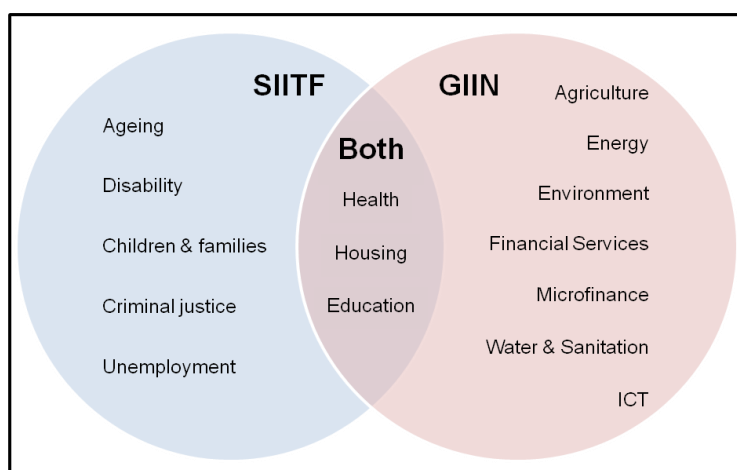 SIITF
Ageing
Disability
Children & families
Criminal justice
Unemployment
Both
Health
Housing
Education
GIIN
Agriculture
Energy
Environment
Financial Services
Microfinance
Water & Sanitation
ICT